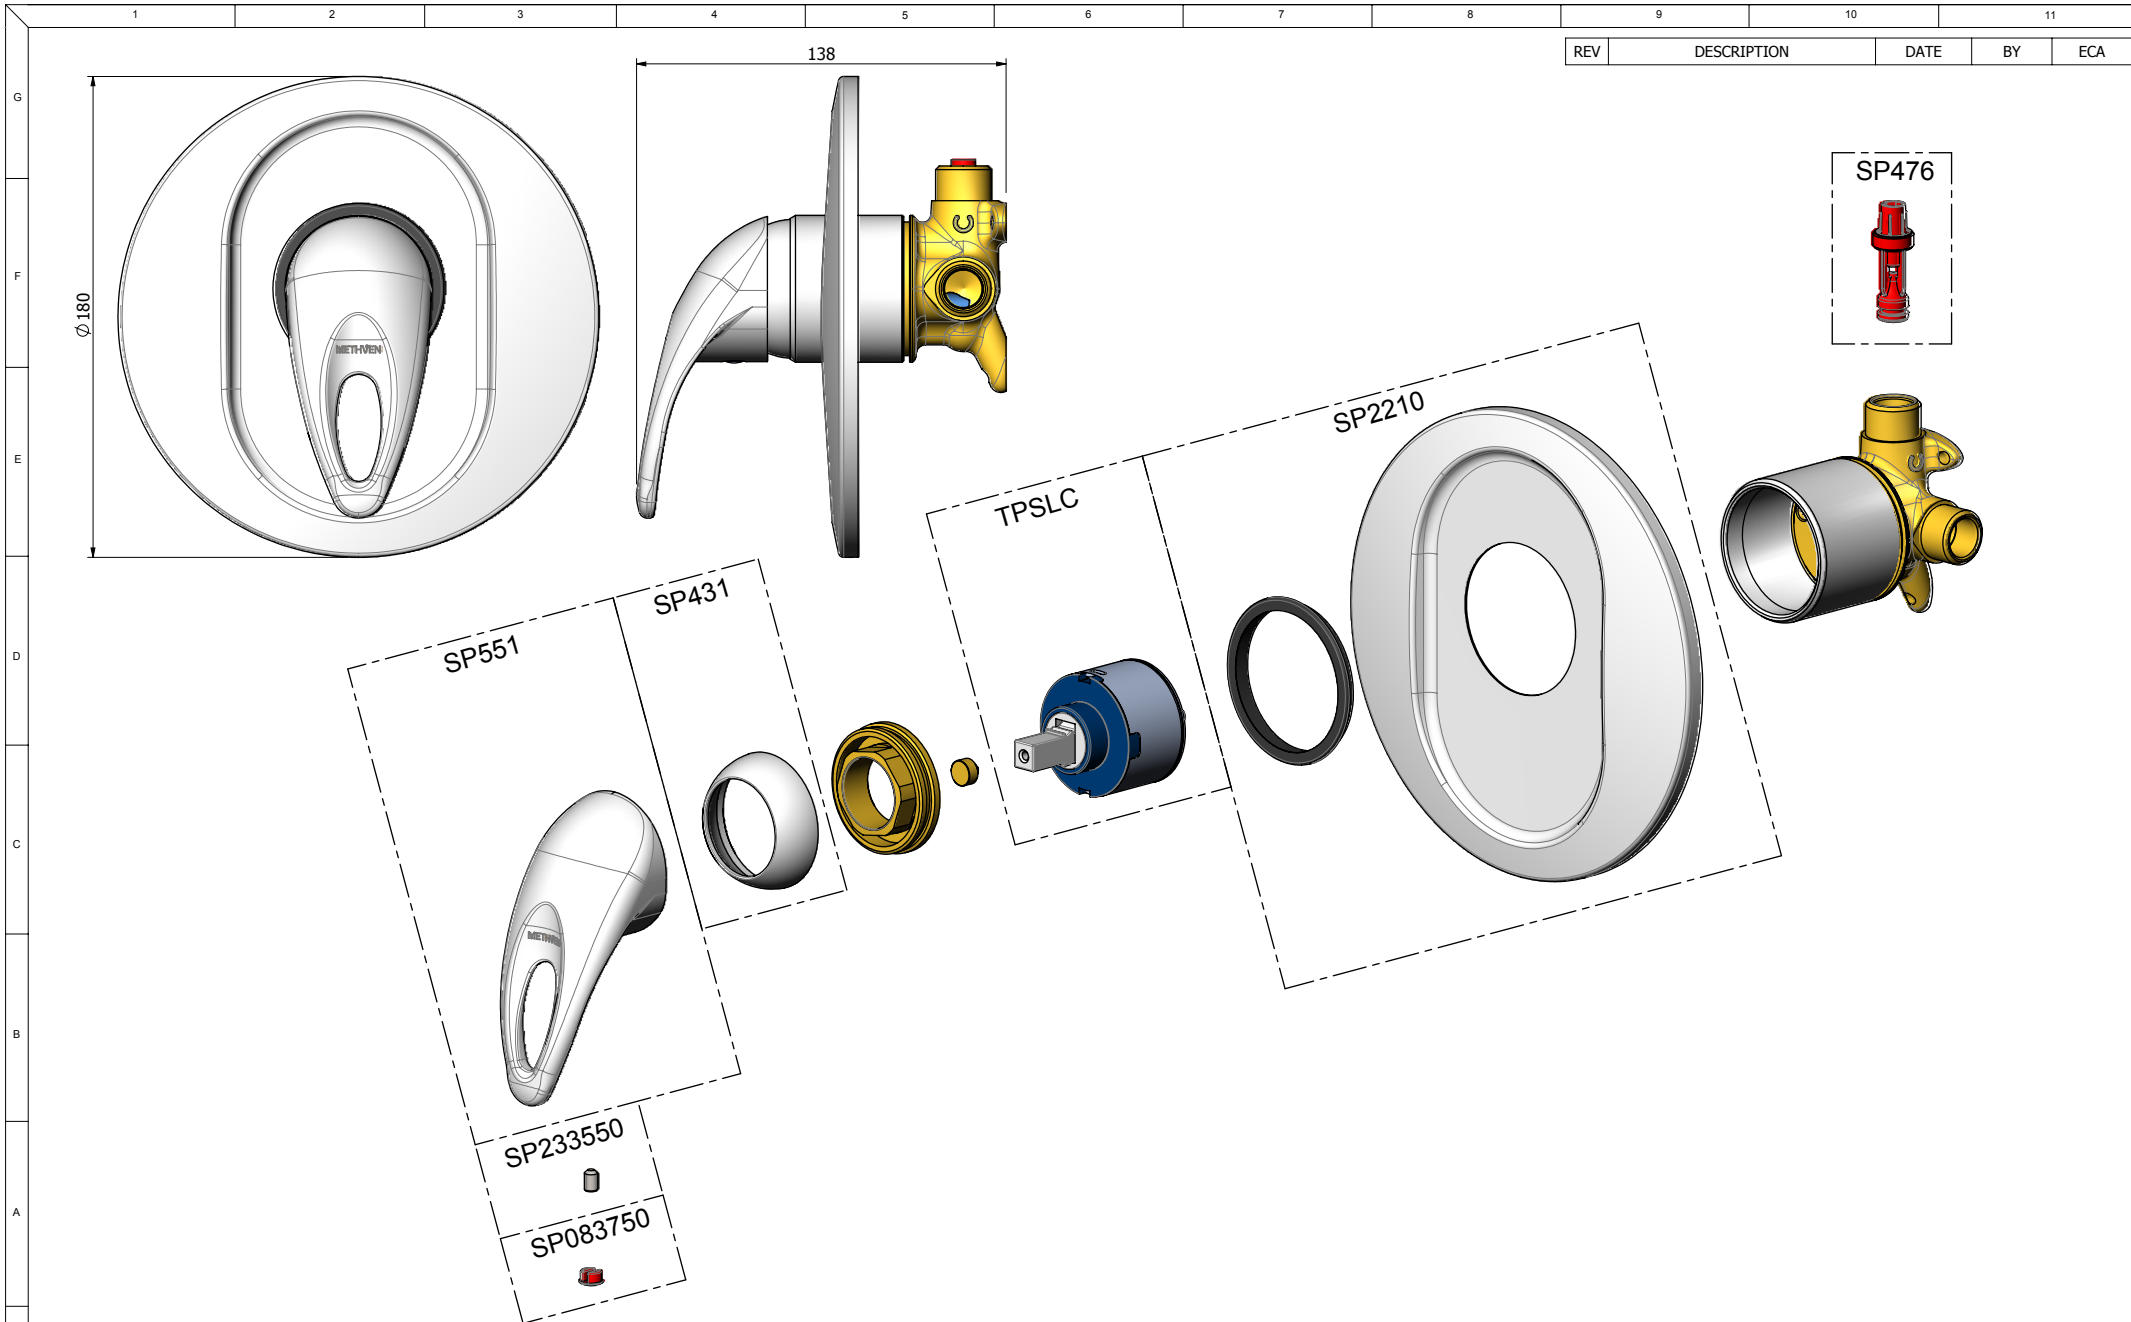 1 2 3 4 5 6 7 8 9 10 11
REV DESCRIPTION DATE BY ECA
G
F
E
D
C
B
A
138
Ø180
METHVEN
SP476
SP2210
TPSLC
SP431
SP551
METHVEN
SP233550
SP083750
C
C